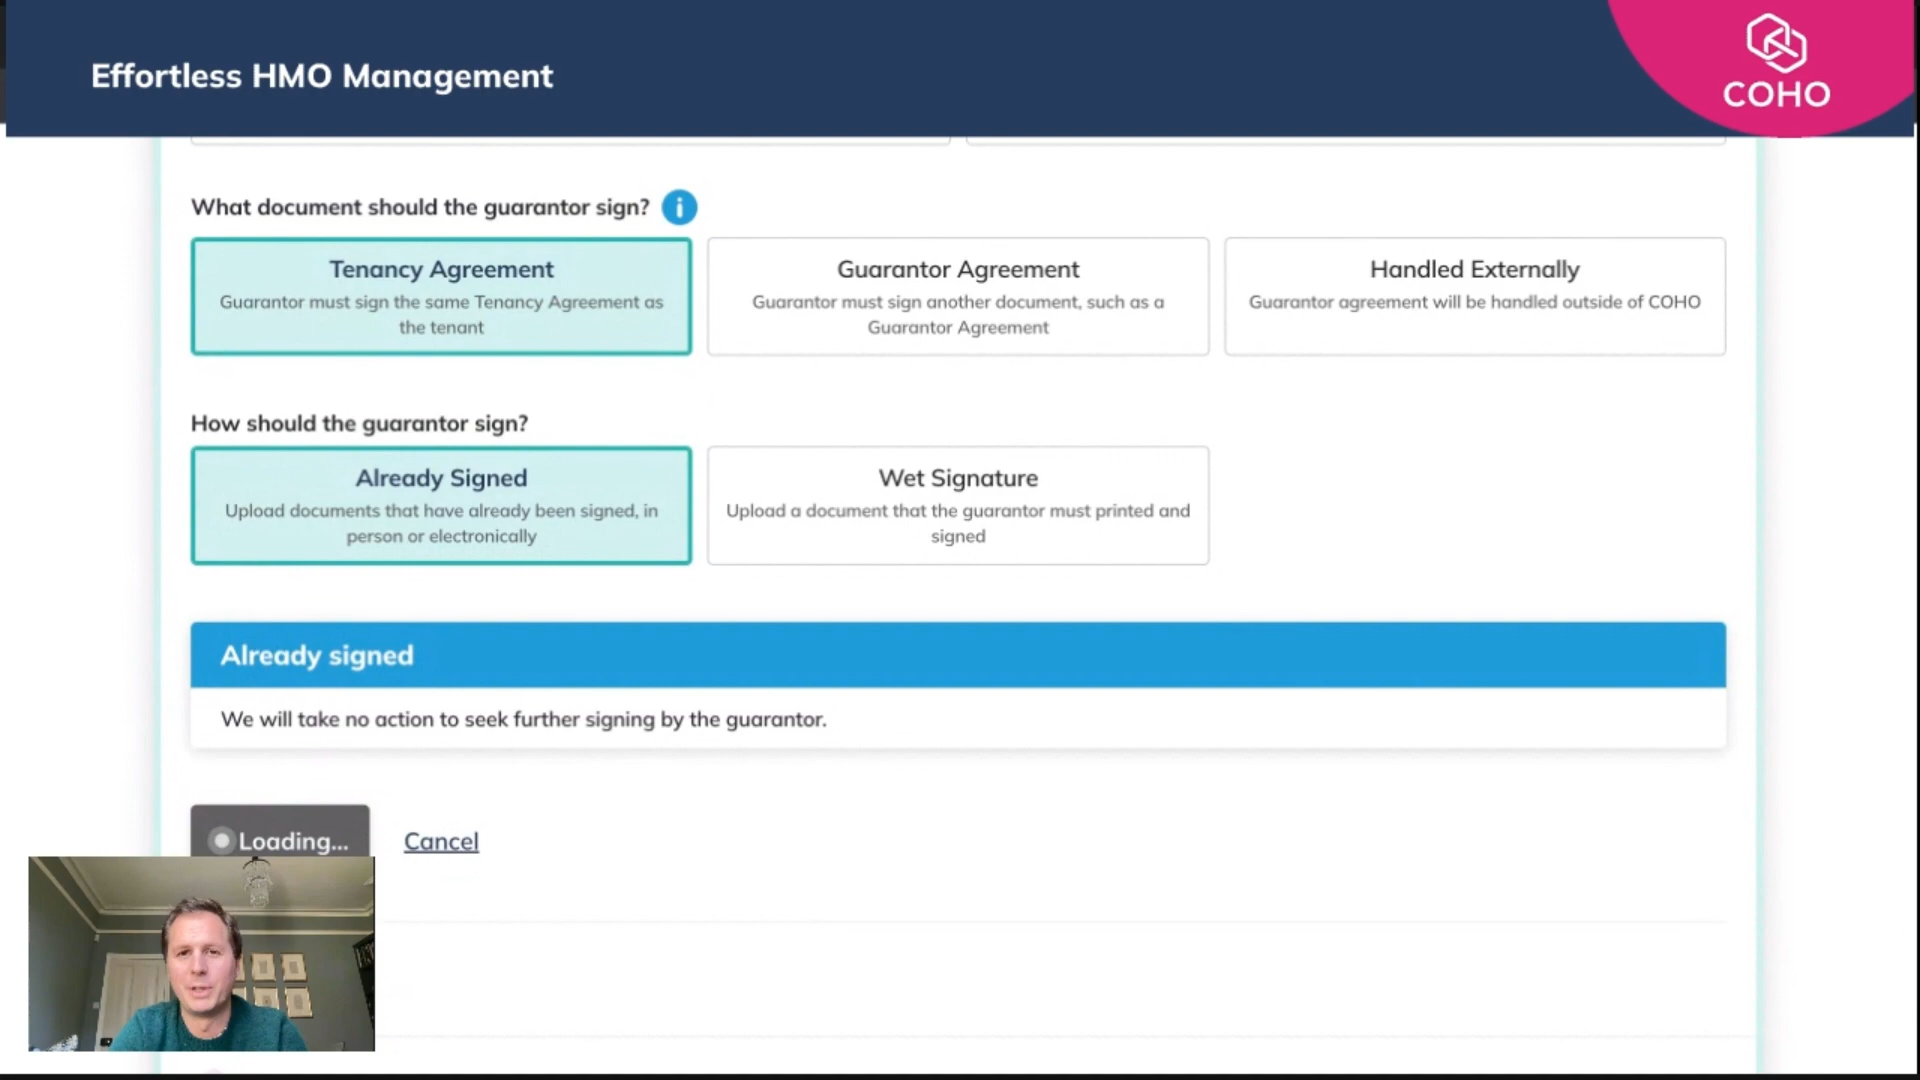 Effortless HMO Management
COHO
What document should the guarantor sign?
i
Tenancy Agreement
Guarantor must sign the same Tenancy Agreement as
the tenant
Guarantor Agreement
Guarantor must sign another document, such as a
Guarantor Agreement
Handled Externally
Guarantor agreement will be handled outside of COHO
How should the guarantor sign?
Already Signed
Upload documents that have already been signed, in
person or electronically
Wet Signature
Upload a document that the guarantor must printed and
signed
Already signed
We will take no action to seek further signing by the guarantor.
Loading...
Cancel